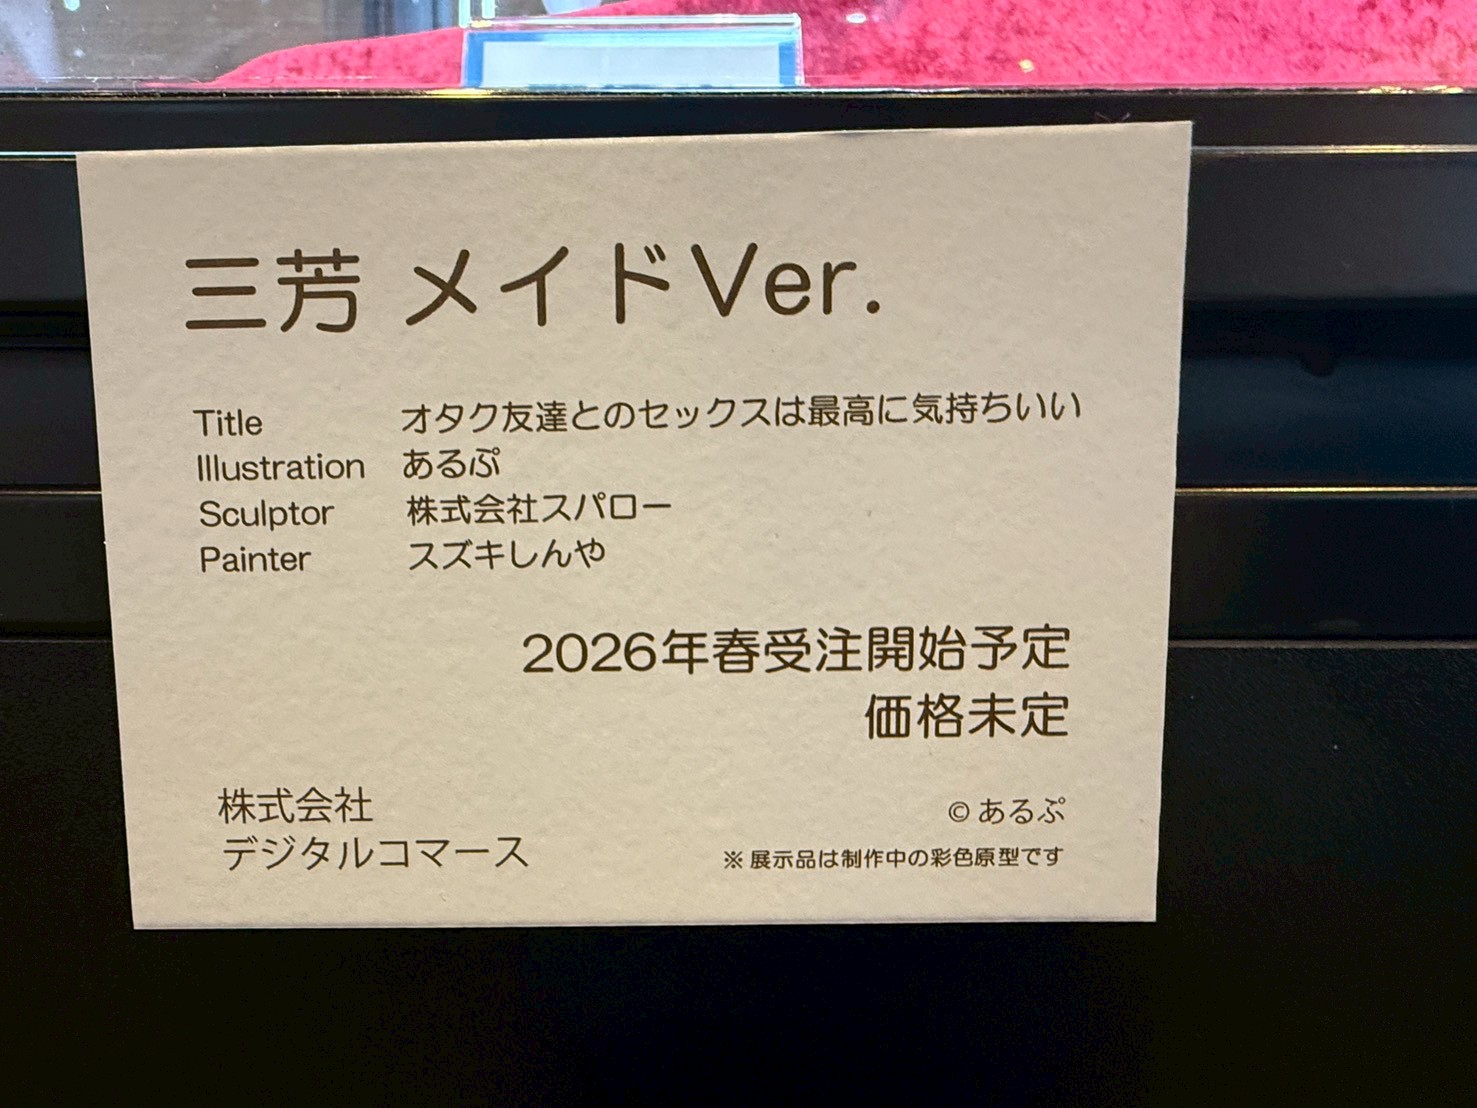 三芳 メイドVer.
Title オタク友達とのセックスは最高に気持ちいい
Illustration あるぷ
Sculptor 株式会社スパロー
Painter スズキしんや
2026年春受注開始予定
価格未定
株式会社
デジタルコマース
© あるぷ
※展示品は制作中の彩色原型です